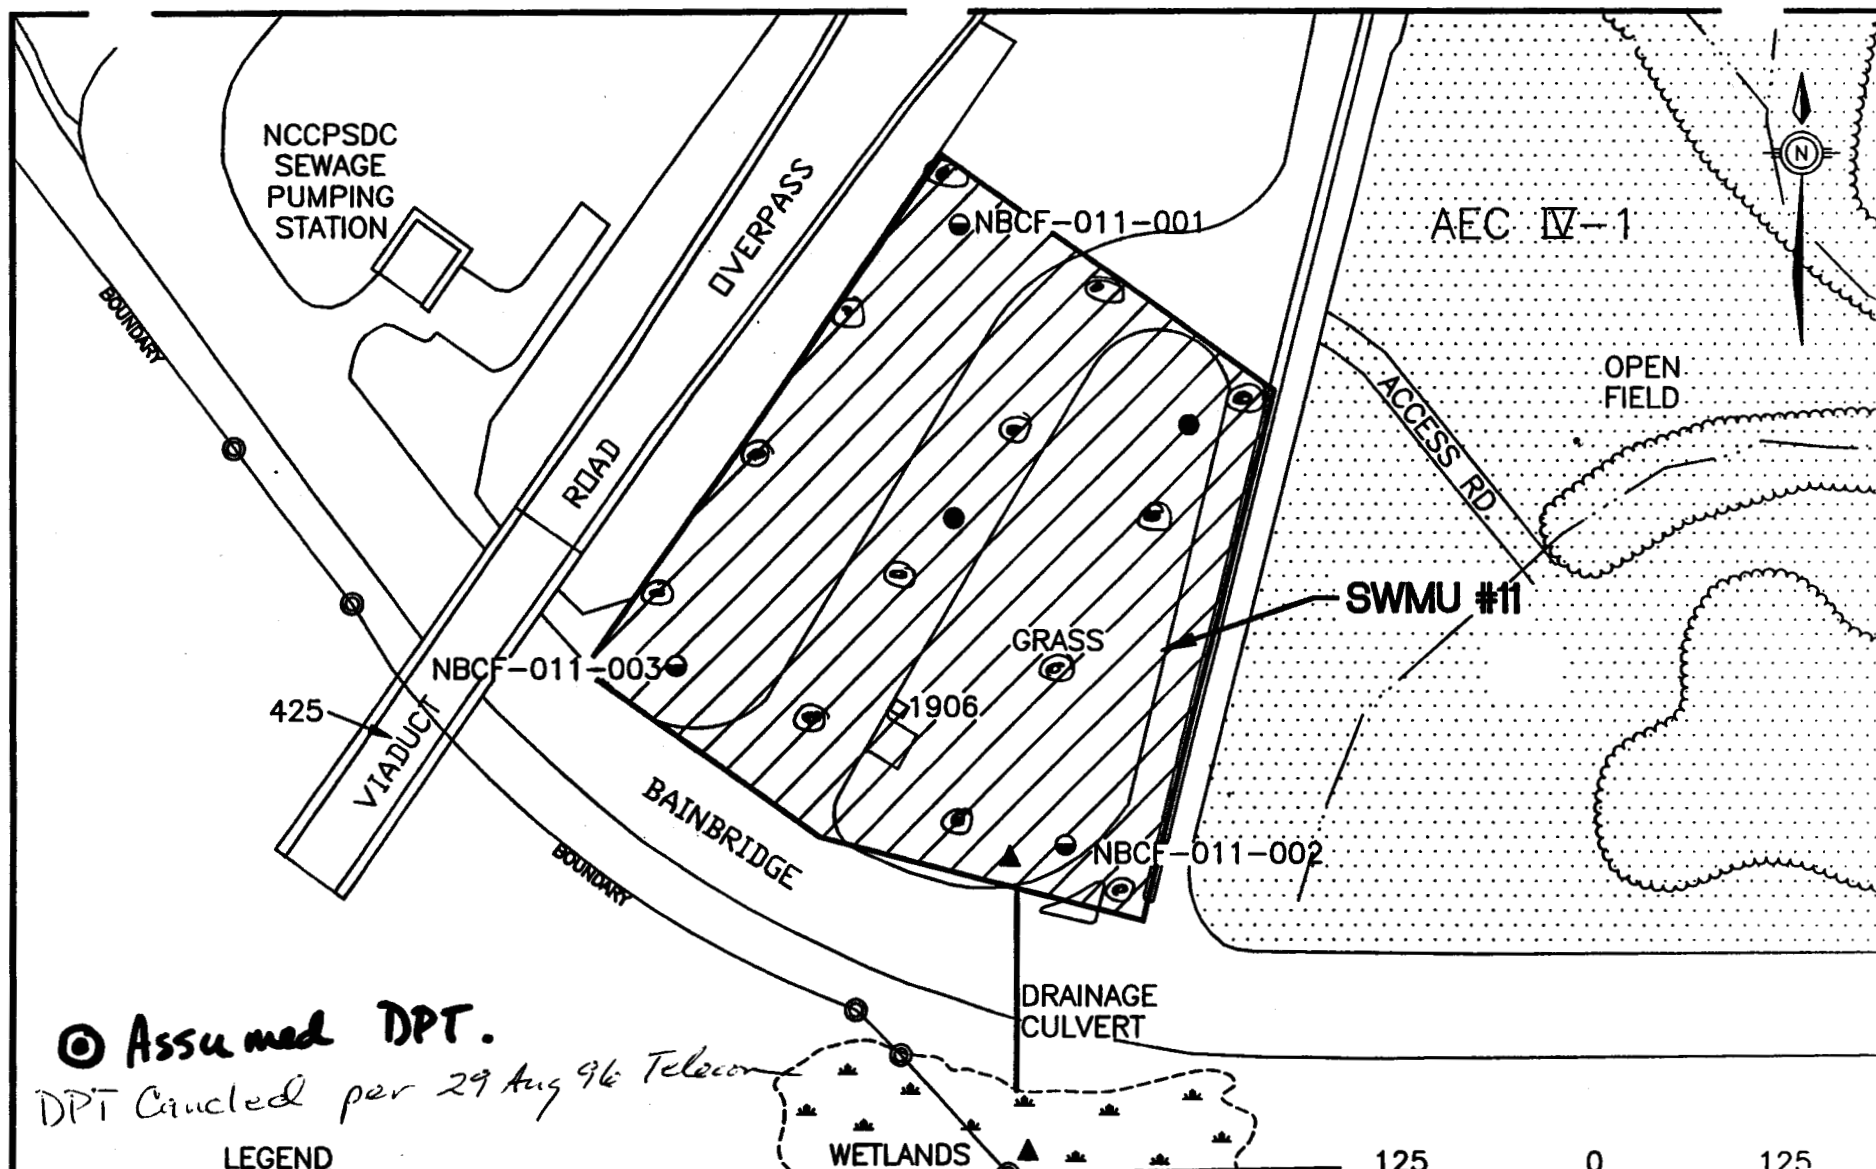 NCCPSDC
SEWAGE
PUMPING
STATION
OVERPASS
NBCF-011-001
AEC IV-1
N
BOUNDARY
OPEN
FIELD
ACCESS RD.
ROAD
SWMU #11
GRASS
NBCF-011-003
1906
425
VIADUCT
BAINBRIDGE
BOUNDARY
NBCF-011-002
DRAINAGE
CULVERT
Assumed DPT.
DPT Cancled per 29 Aug 96 Telecom
LEGEND
WETLANDS
125 0 125